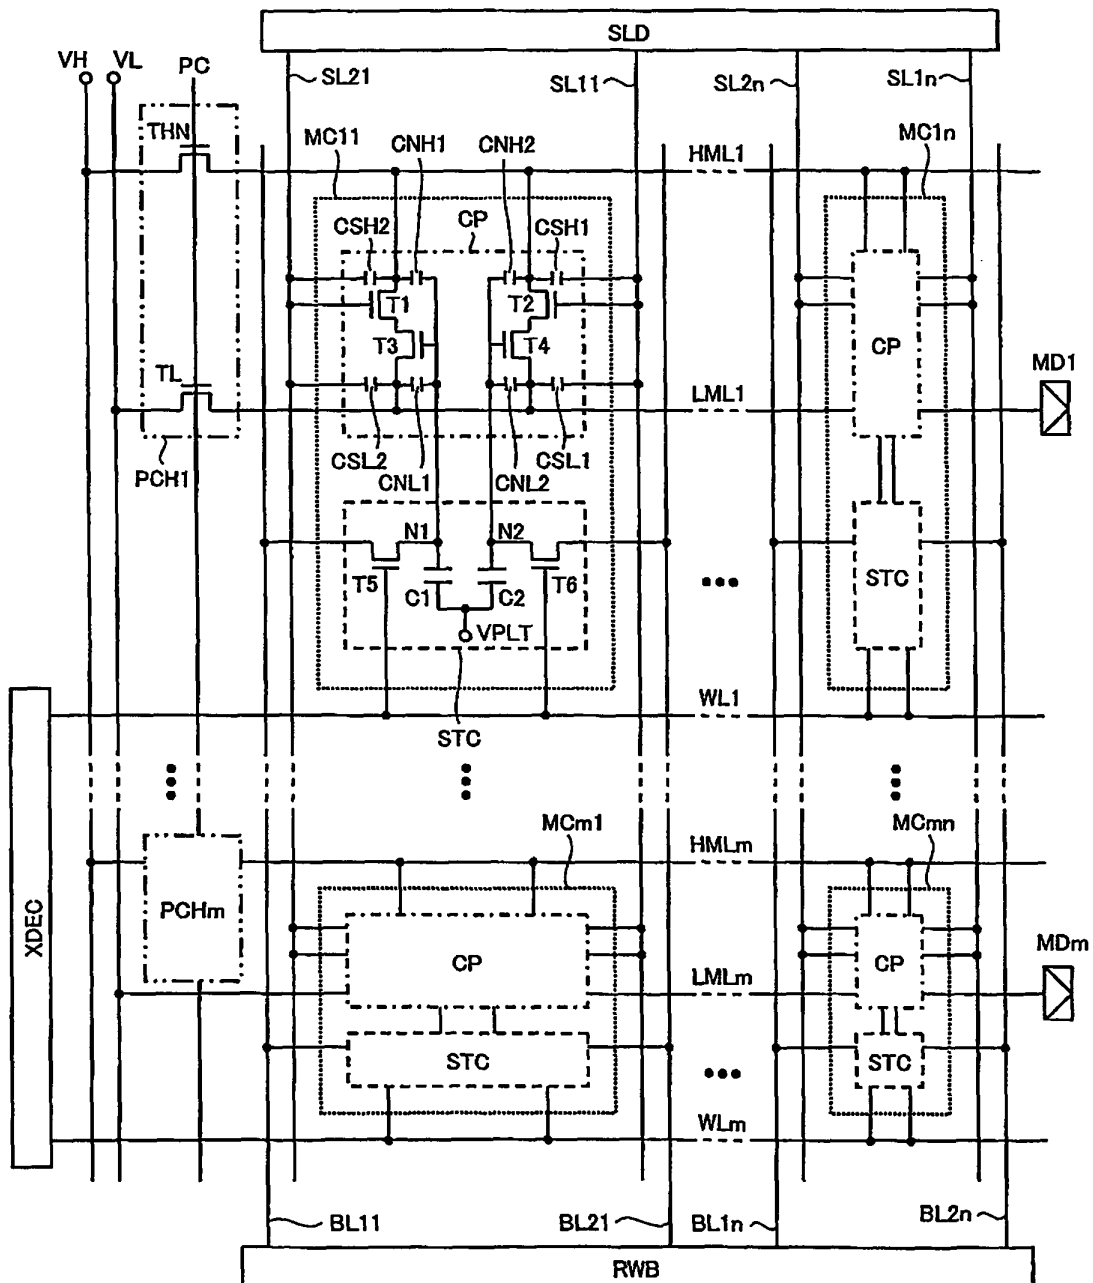 SLD
VH VL PC SL21 SL11 SL2n SL1n
THN MC11 CNH1 CNH2 HML1 MC1n
CSH2 CP CSH1
T1 T2
T3 T4 CP
TL LML1 MD1
PCH1 CSL2 CNL1 CNL2 CSL1
N1 N2
T5 C1 C2 T6 STC
VPLT
WL1
STC
MCm1 HMLm MCmn
XDEC PCHm
CP LMLm CP MDm
STC STC
WLm
BL11 BL21 BL1n BL2n
RWB